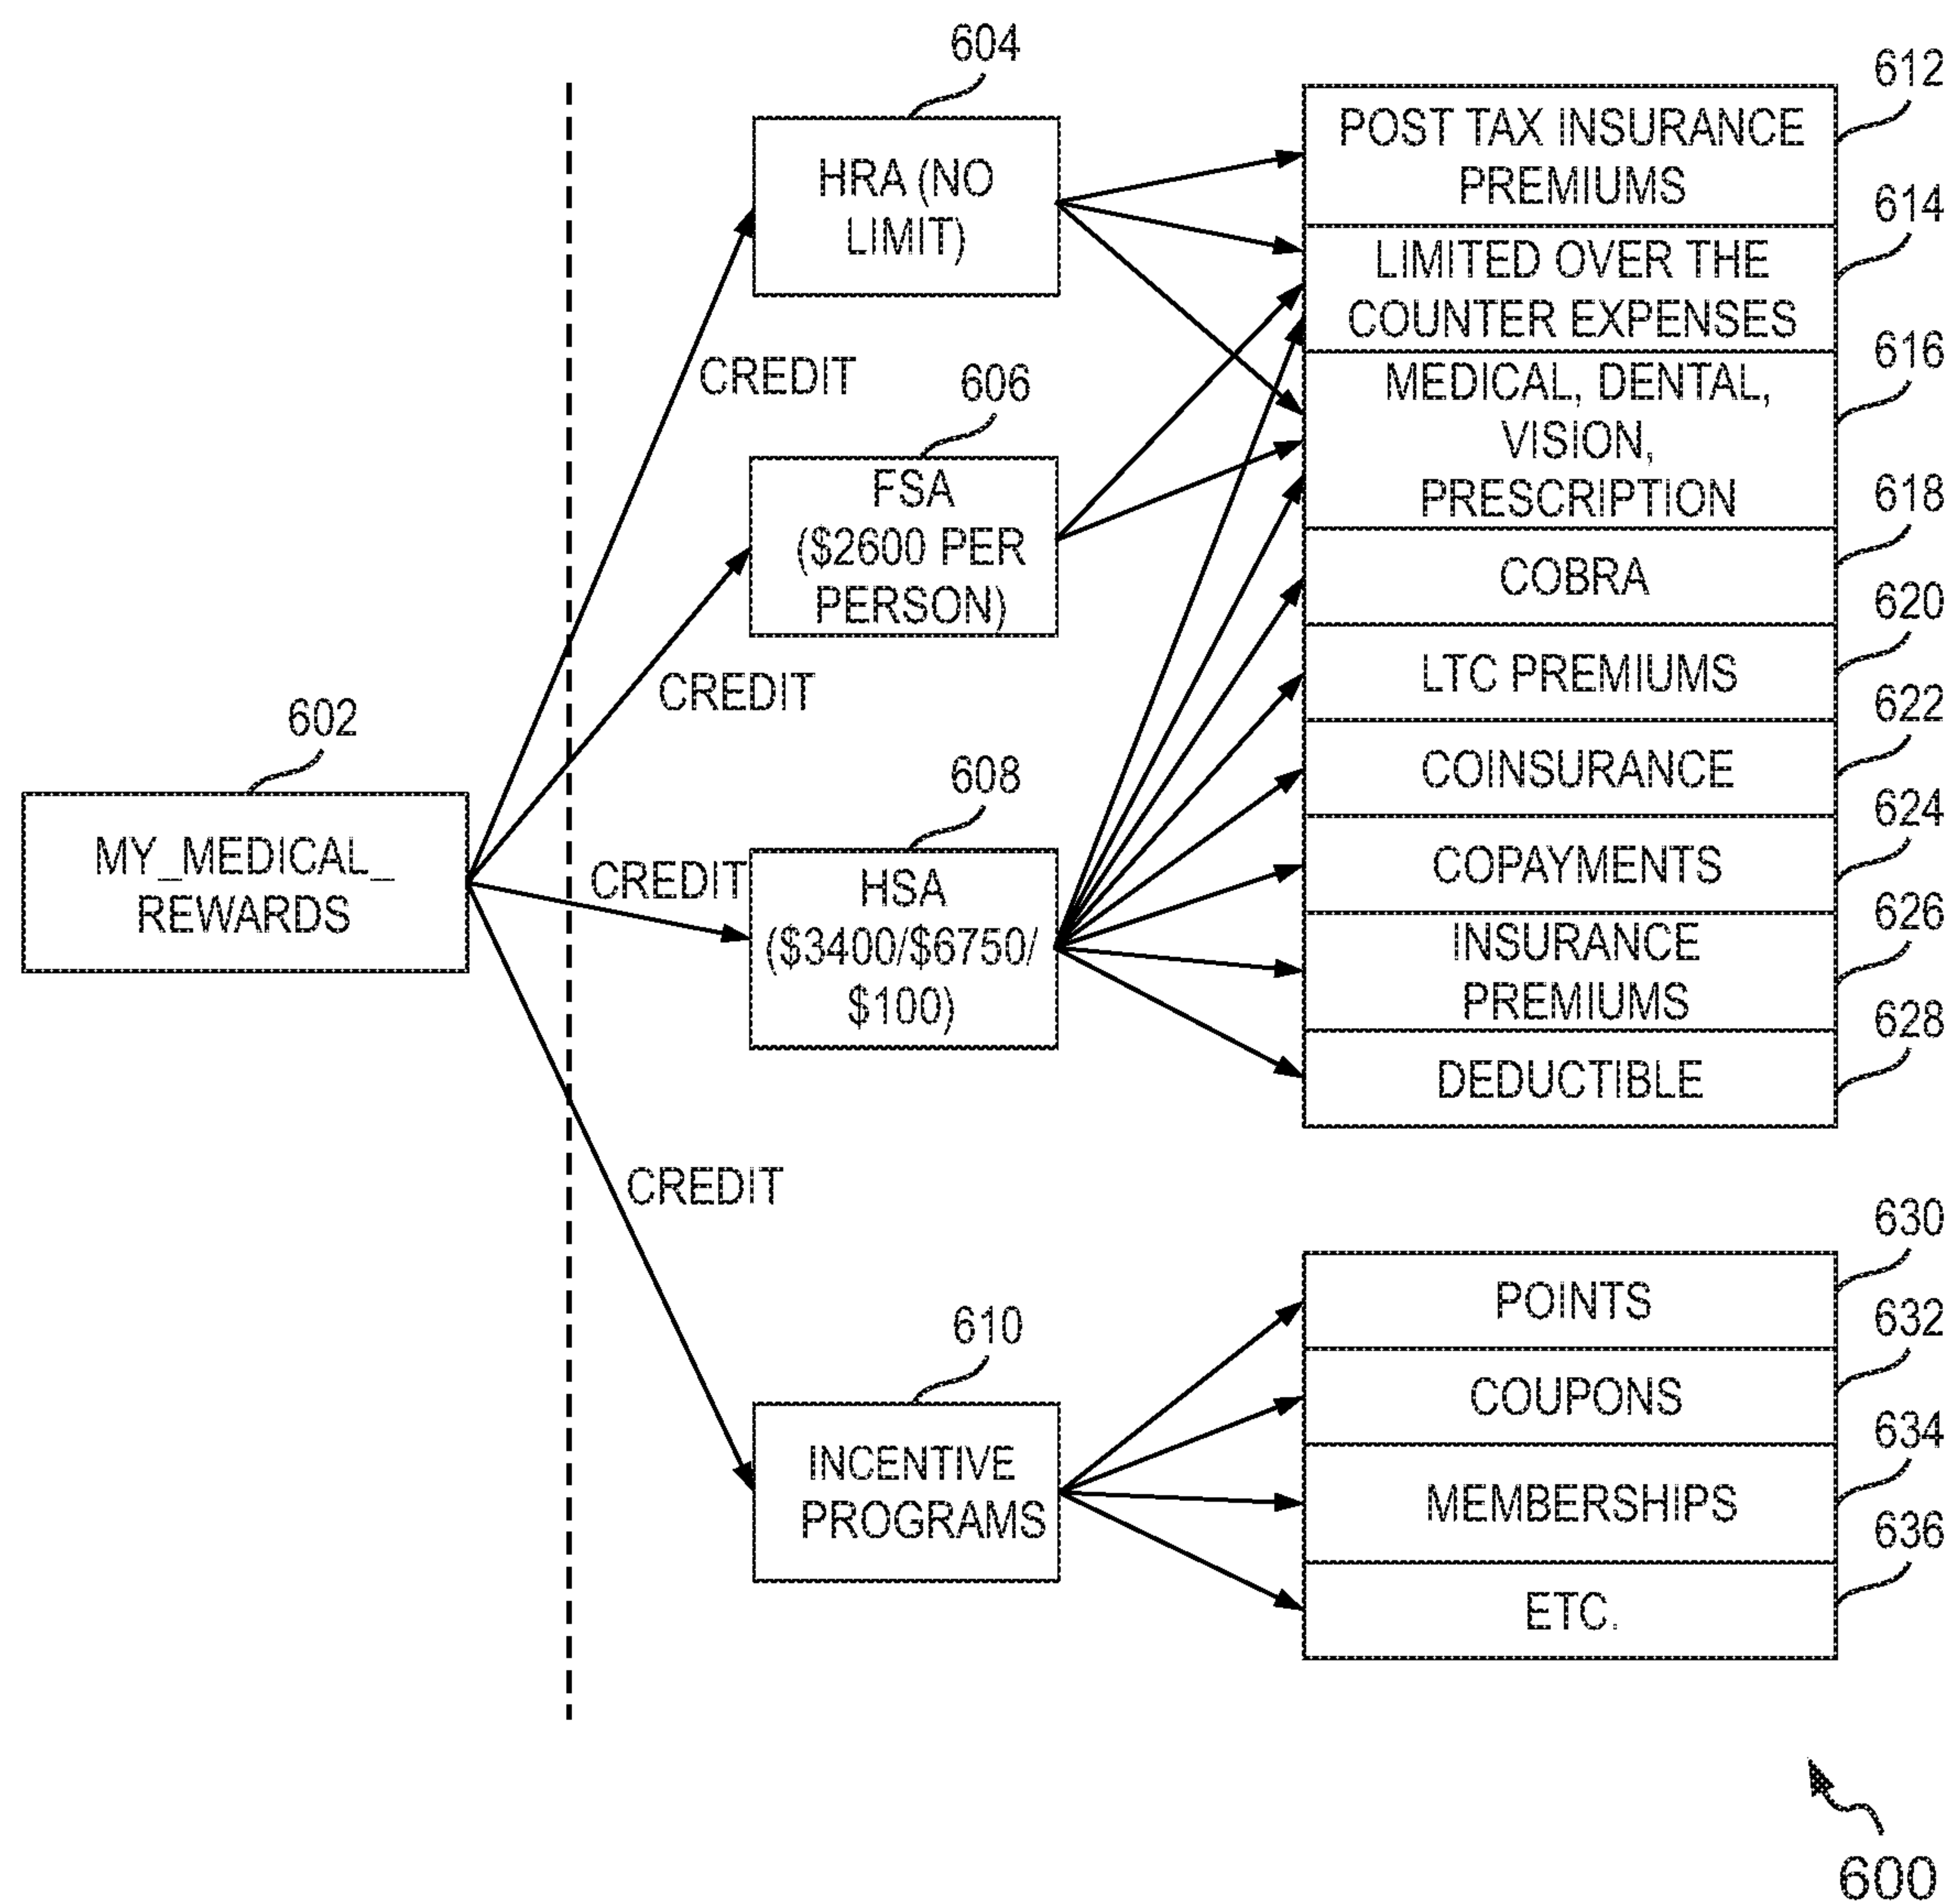 604
HRA (NO
LIMIT)
CREDIT
606
FSA
($2600 PER
PERSON)
CREDIT
602
MY_MEDICAL_
REWARDS
608
CREDIT
HSA
($3400/$6750/
$100)
CREDIT
610
INCENTIVE
PROGRAMS
612
POST TAX INSURANCE
PREMIUMS
614
LIMITED OVER THE
COUNTER EXPENSES
616
MEDICAL, DENTAL,
VISION,
PRESCRIPTION
618
COBRA
620
LTC PREMIUMS
622
COINSURANCE
624
COPAYMENTS
626
INSURANCE
PREMIUMS
628
DEDUCTIBLE
630
POINTS
632
COUPONS
634
MEMBERSHIPS
636
ETC.
600